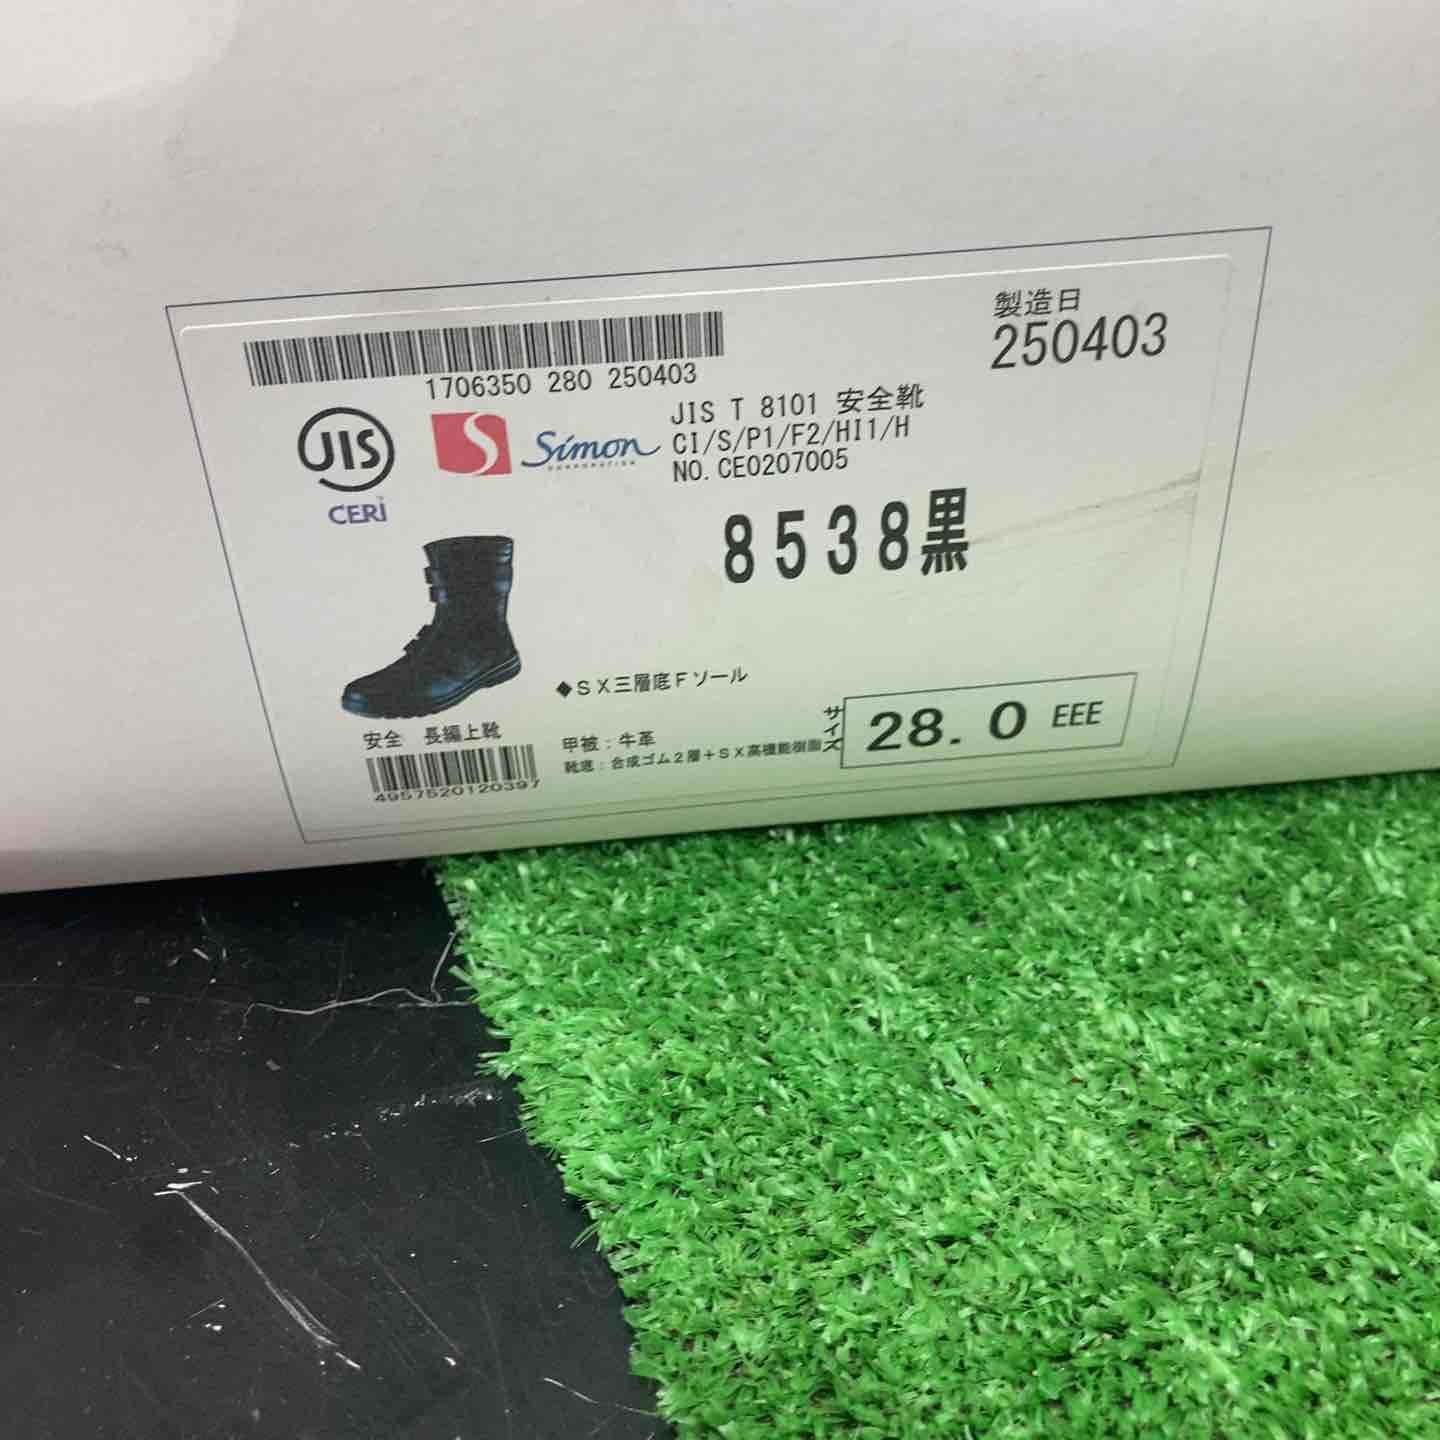 製造日
250403
1706350 280 250403
JIS
CERI
S Simon
CORPORATION
JIS T 8101 安全靴
CI/S/P1/F2/HI1/H
NO.CE0207005
8538黒
◆SX三層底Fソール
安全 長編上靴
4957520120397
甲被:牛革
靴底:合成ゴム2層+SX高機能樹脂
サイズ 28.0 EEE